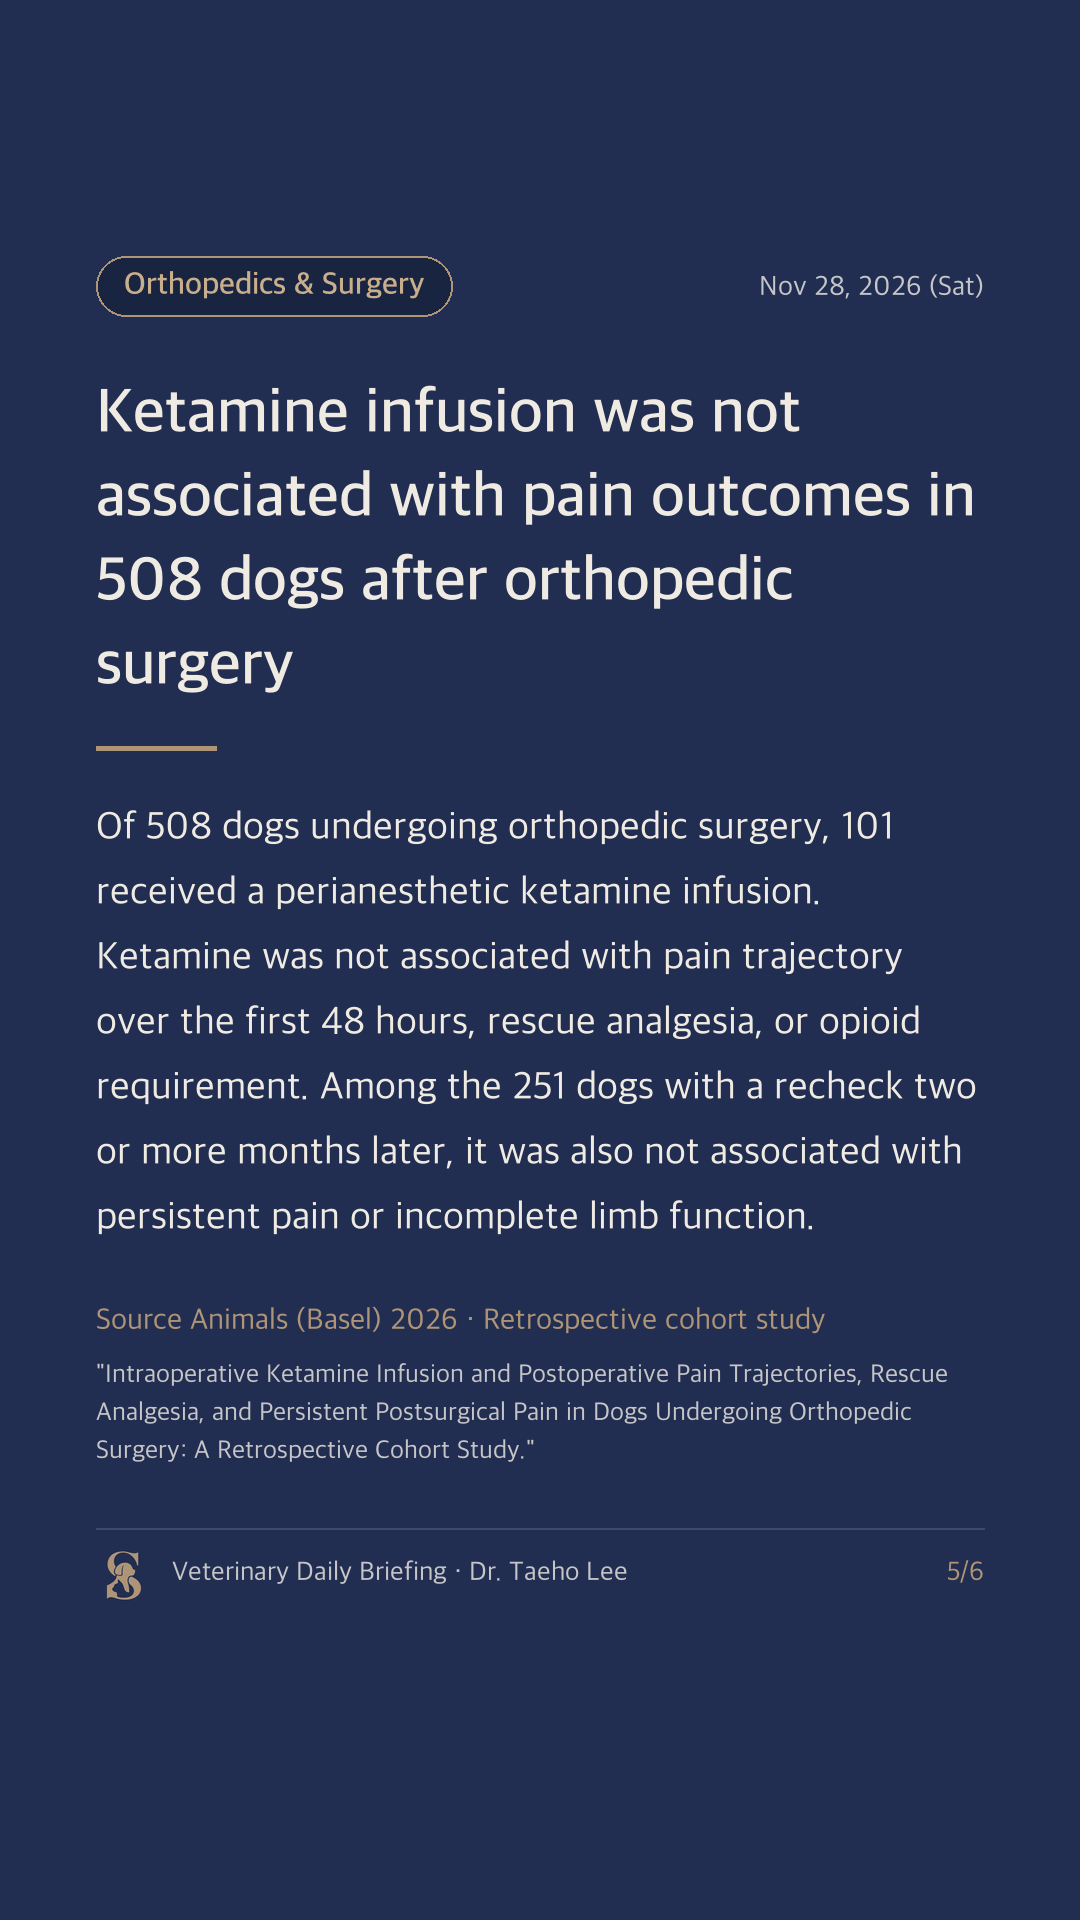 Orthopedics & Surgery
Nov 28, 2026 (Sat)
Ketamine infusion was not
associated with pain outcomes in
508 dogs after orthopedic
surgery
Of 508 dogs undergoing orthopedic surgery, 101
received a perianesthetic ketamine infusion.
Ketamine was not associated with pain trajectory
over the first 48 hours, rescue analgesia, or opioid
requirement. Among the 251 dogs with a recheck two
or more months later, it was also not associated with
persistent pain or incomplete limb function.
Source Animals (Basel) 2026 · Retrospective cohort study
"Intraoperative Ketamine Infusion and Postoperative Pain Trajectories, Rescue
Analgesia, and Persistent Postsurgical Pain in Dogs Undergoing Orthopedic
Surgery: A Retrospective Cohort Study."
Veterinary Daily Briefing · Dr. Taeho Lee
5/6